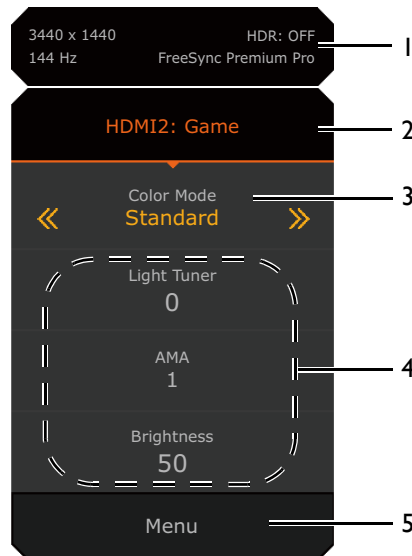 3440 x 1440 HDR: OFF
144 Hz FreeSync Premium Pro
1
HDMI2: Game
2
Color Mode
Standard
3
Light Tuner
0
AMA
1
4
Brightness
50
Menu
5